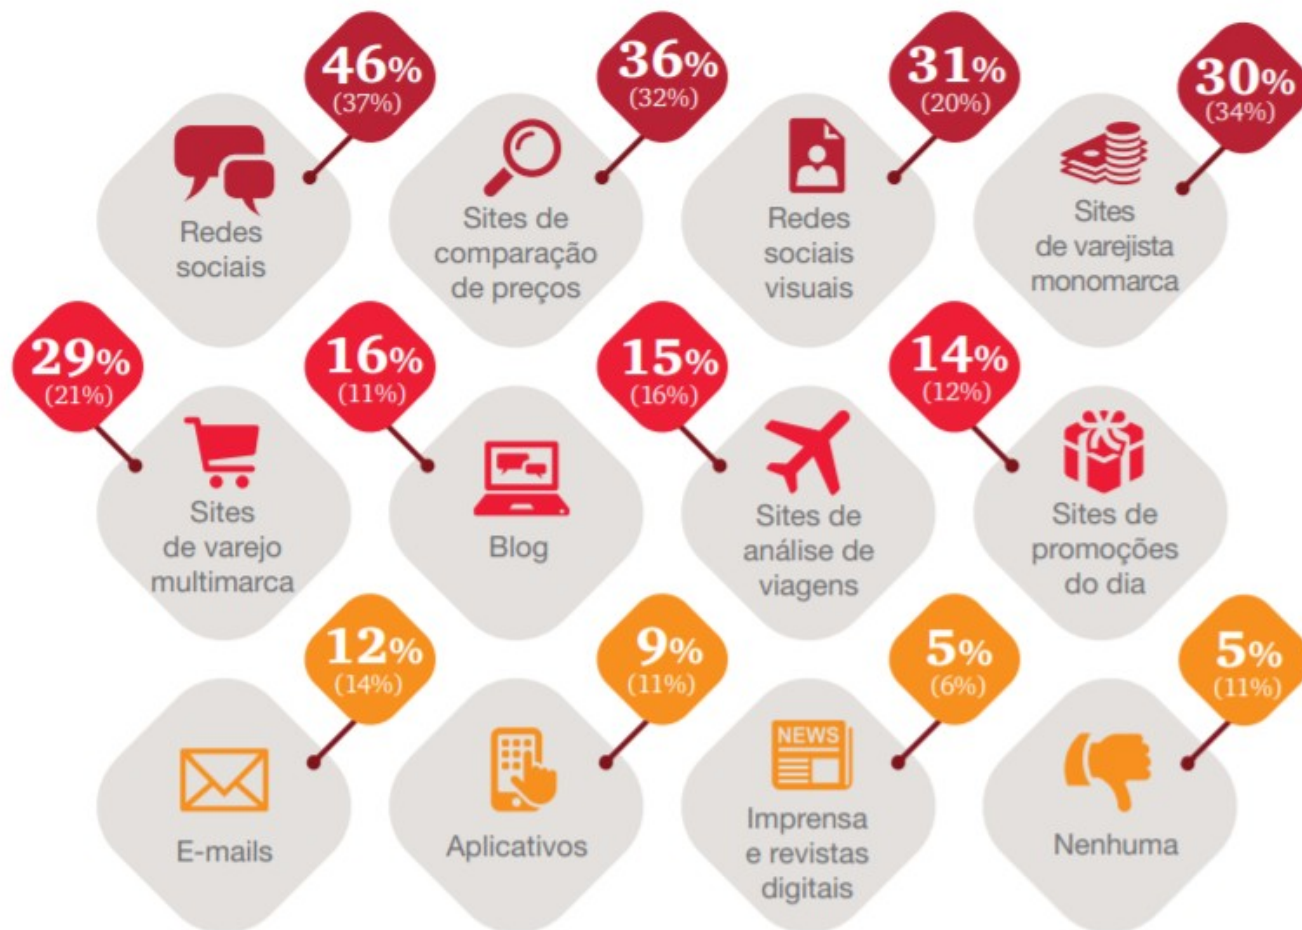 46%
(37%)
Redes
sociais
36%
(32%)
Sites de
comparação
de preços
31%
(20%)
Redes
sociais
visuais
30%
(34%)
Sites
de varejista
monomarca
29%
(21%)
Sites
de varejo
multimarca
16%
(11%)
Blog
15%
(16%)
Sites de
análise de
viagens
14%
(12%)
Sites de
promoções
do dia
12%
(14%)
E-mails
9%
(11%)
Aplicativos
5%
(6%)
NEWS
Imprensa
e revistas
digitais
5%
(11%)
Nenhuma